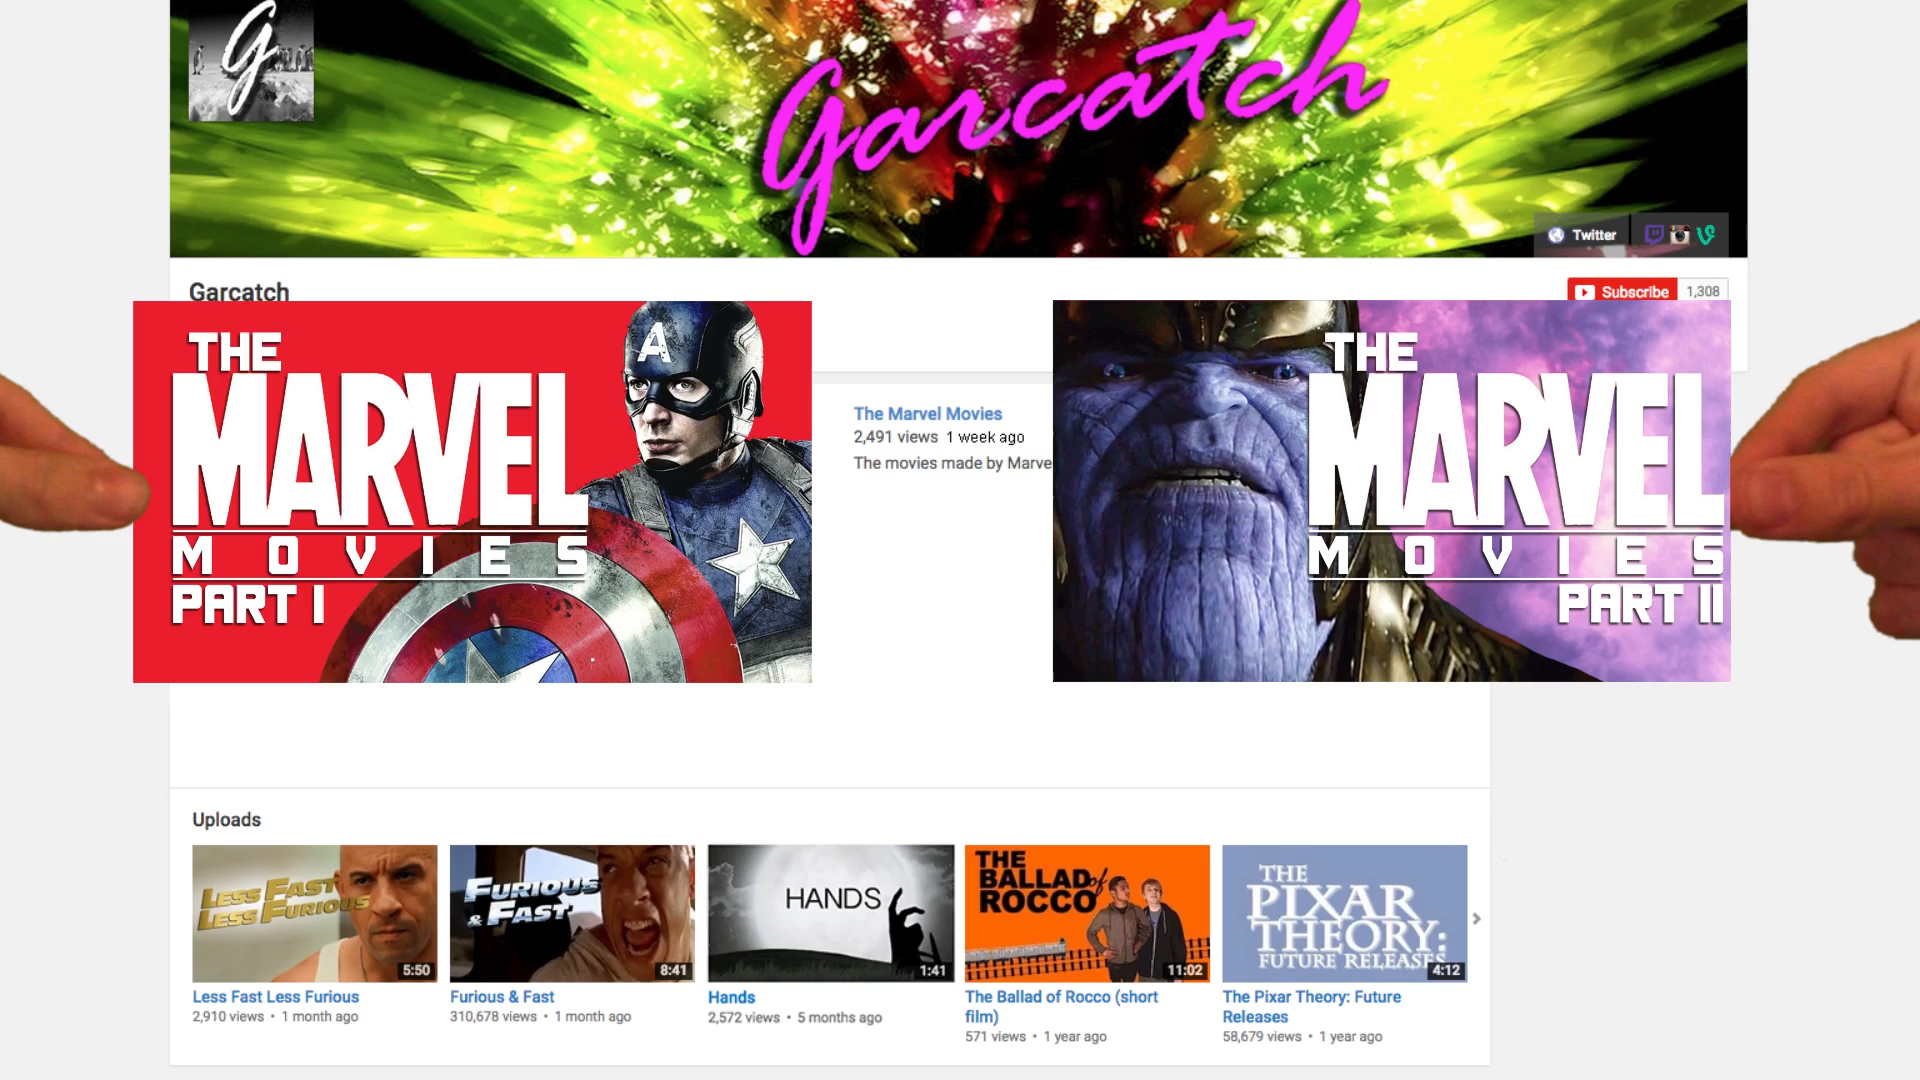 G
Garcatch
Twitter
Garcatch
Subscribe 1,308
THE
MARVEL
MOVIES
PART I
A
The Marvel Movies
2,491 views 1 week ago
The movies made by Marve
THE
MARVEL
MOVIES
PART II
Uploads
LESS FAST
LESS FURIOUS
5:50
Less Fast Less Furious
2,910 views • 1 month ago
FURIOUS
& FAST
8:41
Furious & Fast
310,678 views • 1 month ago
HANDS
1:41
Hands
2,572 views • 5 months ago
THE
BALLAD of
ROCCO
11:02
The Ballad of Rocco (short
film)
571 views • 1 year ago
THE
PIXAR
THEORY:
FUTURE RELEASES
4:12
The Pixar Theory: Future
Releases
58,679 views • 1 year ago